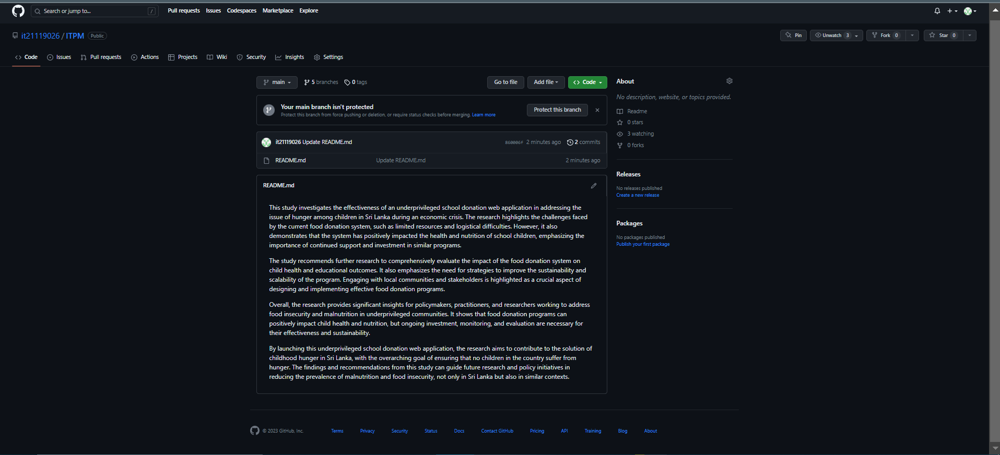 Search or jump to... /
Pull requests Issues Codespaces Marketplace Explore
it21119026 / ITPM Public
Pin Unwatch 3 Fork 0 Star 0
Code Issues Pull requests Actions Projects Wiki Security Insights Settings
main 5 branches 0 tags Go to file Add file Code
Your main branch isn't protected
Protect this branch from force pushing or deletion, or require status checks before merging. Learn more
Protect this branch
it21119026 Update README.md 860006f 2 minutes ago 2 commits
README.md Update README.md 2 minutes ago
README.md
This study investigates the effectiveness of an underprivileged school donation web application in addressing the
issue of hunger among children in Sri Lanka during an economic crisis. The research highlights the challenges faced
by the current food donation system, such as limited resources and logistical difficulties. However, it also
demonstrates that the system has positively impacted the health and nutrition of school children, emphasizing the
importance of continued support and investment in similar programs.
The study recommends further research to comprehensively evaluate the impact of the food donation system on
child health and educational outcomes. It also emphasizes the need for strategies to improve the sustainability and
scalability of the program. Engaging with local communities and stakeholders is highlighted as a crucial aspect of
designing and implementing effective food donation programs.
Overall, the research provides significant insights for policymakers, practitioners, and researchers working to address
food insecurity and malnutrition in underprivileged communities. It shows that food donation programs can
positively impact child health and nutrition, but ongoing investment, monitoring, and evaluation are necessary for
their effectiveness and sustainability.
By launching this underprivileged school donation web application, the research aims to contribute to the solution of
childhood hunger in Sri Lanka, with the overarching goal of ensuring that no children in the country suffer from
hunger. The findings and recommendations from this study can guide future research and policy initiatives in
reducing the prevalence of malnutrition and food insecurity, not only in Sri Lanka but also in similar contexts.
About
No description, website, or topics provided.
Readme
0 stars
3 watching
0 forks
Releases
No releases published
Create a new release
Packages
No packages published
Publish your first package
© 2023 GitHub, Inc. Terms Privacy Security Status Docs Contact GitHub Pricing API Training Blog About